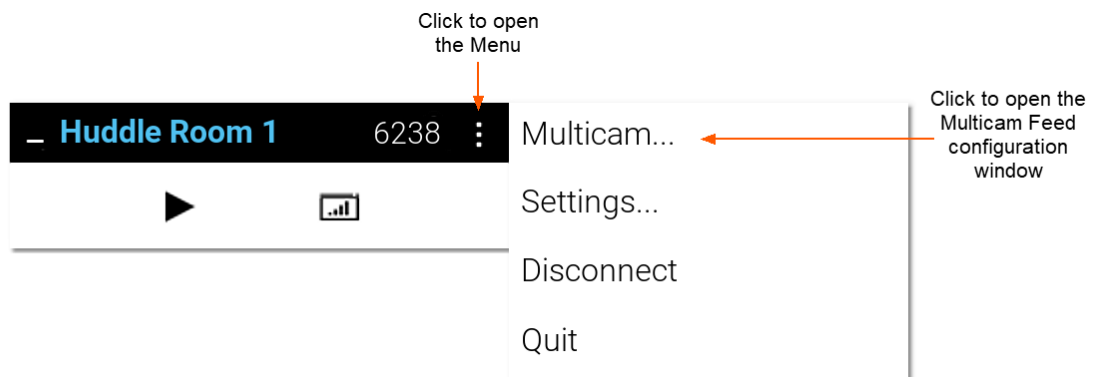 Click to open
the Menu
Huddle Room 1 6238
Multicam...
Settings...
Disconnect
Quit
Click to open the
Multicam Feed
configuration
window